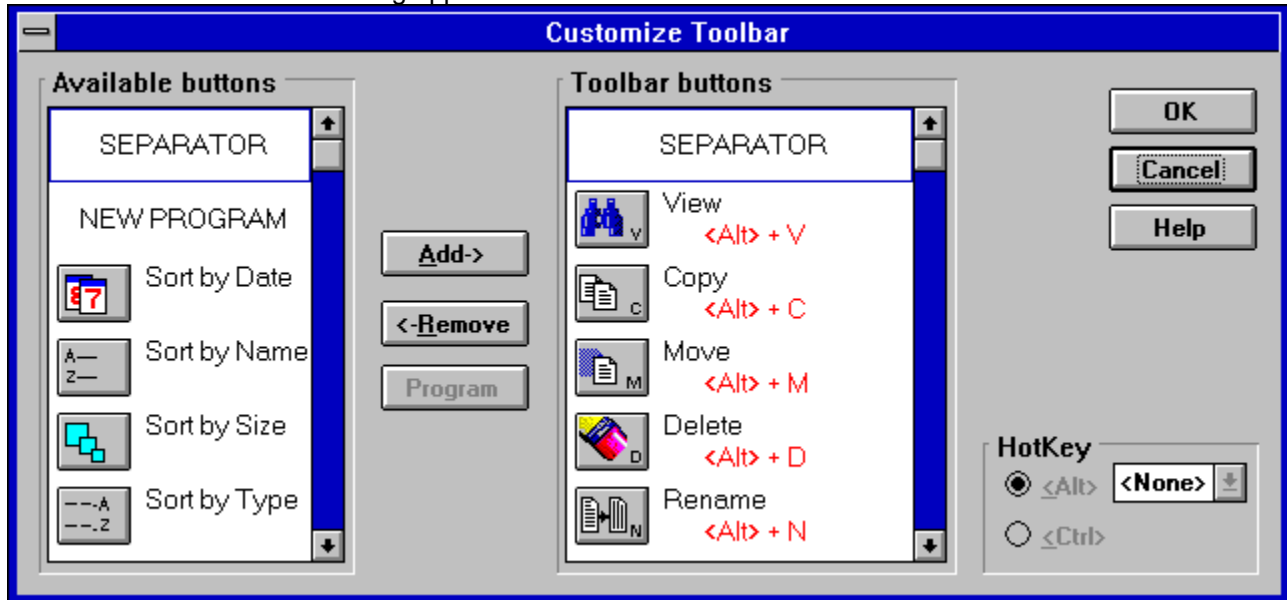 Customize Toolbar
Available buttons
SEPARATOR
NEW PROGRAM
8 7
Sort by Date
A—
Z—
Sort by Name
Sort by Size
---A
--.Z
Sort by Type
Add->
<-Remove
Program
Toolbar buttons
SEPARATOR
V
View
<Alt> + V
C
Copy
<Alt> + C
M
Move
<Alt> + M
D
Delete
<Alt> + D
N
Rename
<Alt> + N
OK
Cancel
Help
HotKey
<Alt>
<None>
<Ctrl>